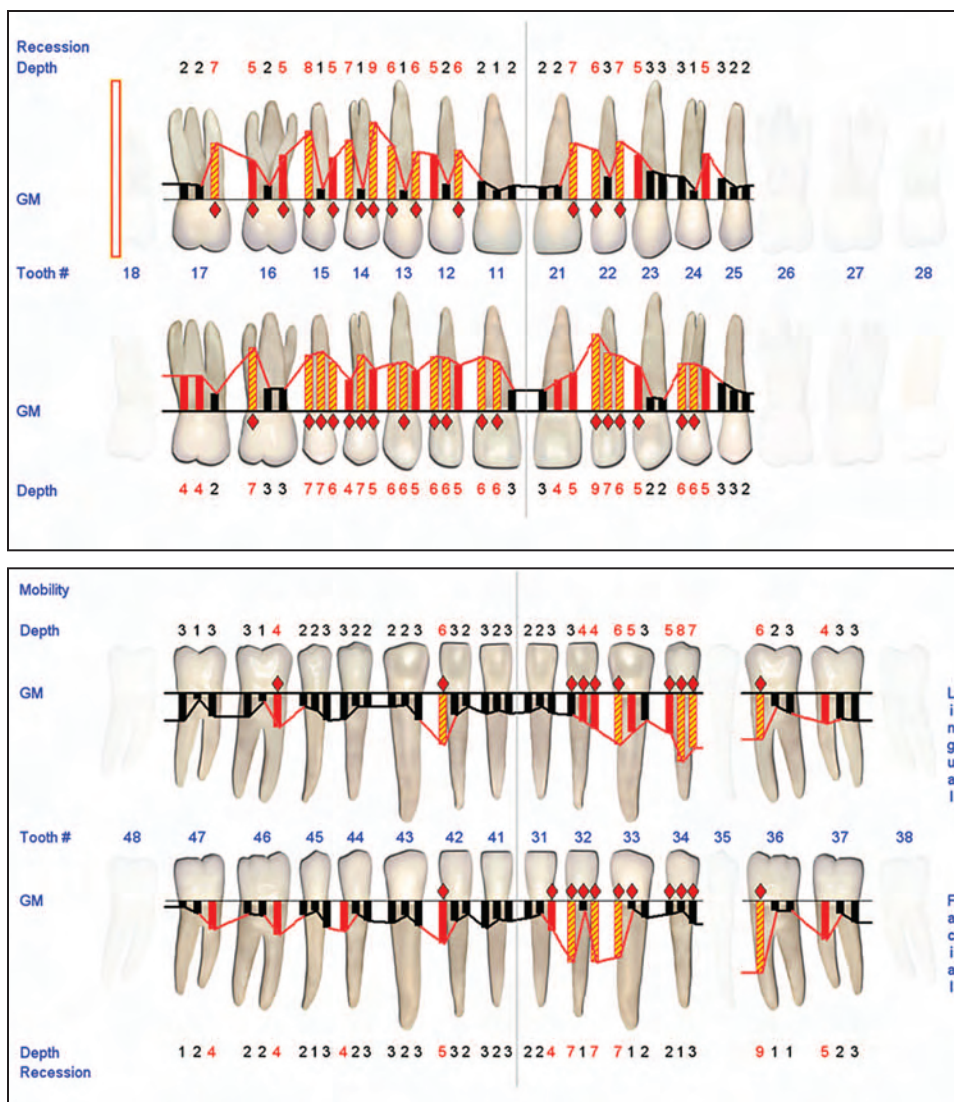 Recession
Depth 2 2 7 5 2 5 8 1 5 7 1 9 6 1 6 5 2 6 2 1 2 2 2 7 6 3 7 5 3 3 3 1 5 3 2 2
GM
Tooth # 18 17 16 15 14 13 12 11 21 22 23 24 25 26 27 28
GM
Depth 4 4 2 7 3 3 7 7 6 4 7 5 6 6 5 6 6 5 6 6 3 3 4 5 9 7 6 5 2 2 6 6 5 3 3 2
Mobility
Depth 3 1 3 3 1 4 2 2 3 3 2 2 2 2 3 6 3 2 3 2 3 2 2 3 3 4 4 6 5 3 5 8 7 6 2 3 4 3 3
GM
Lingual
Tooth # 48 47 46 45 44 43 42 41 31 32 33 34 35 36 37 38
GM
Facial
Depth 1 2 4 2 2 4 2 1 3 4 2 3 3 2 3 5 3 2 3 2 3 2 2 4 7 1 7 7 1 2 2 1 3 9 1 1 5 2 3
Recession